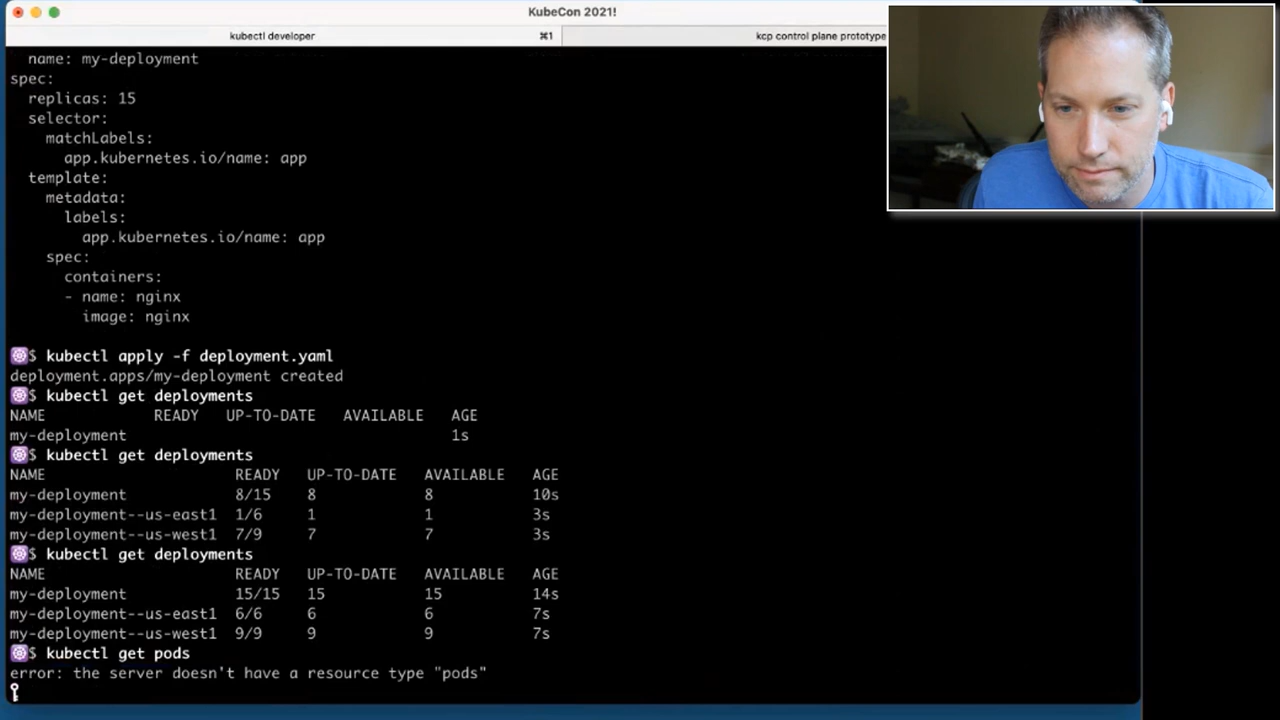 KubeCon 2021!
kubectl developer ⌘1 kcp control plane prototype
name: my-deployment
spec:
replicas: 15
selector:
matchLabels:
app.kubernetes.io/name: app
template:
metadata:
labels:
app.kubernetes.io/name: app
spec:
containers:
- name: nginx
image: nginx
$ kubectl apply -f deployment.yaml
deployment.apps/my-deployment created
$ kubectl get deployments
NAME READY UP-TO-DATE AVAILABLE AGE
my-deployment 1s
$ kubectl get deployments
NAME READY UP-TO-DATE AVAILABLE AGE
my-deployment 8/15 8 8 10s
my-deployment--us-east1 1/6 1 1 3s
my-deployment--us-west1 7/9 7 7 3s
$ kubectl get deployments
NAME READY UP-TO-DATE AVAILABLE AGE
my-deployment 15/15 15 15 14s
my-deployment--us-east1 6/6 6 6 7s
my-deployment--us-west1 9/9 9 9 7s
$ kubectl get pods
error: the server doesn't have a resource type "pods"